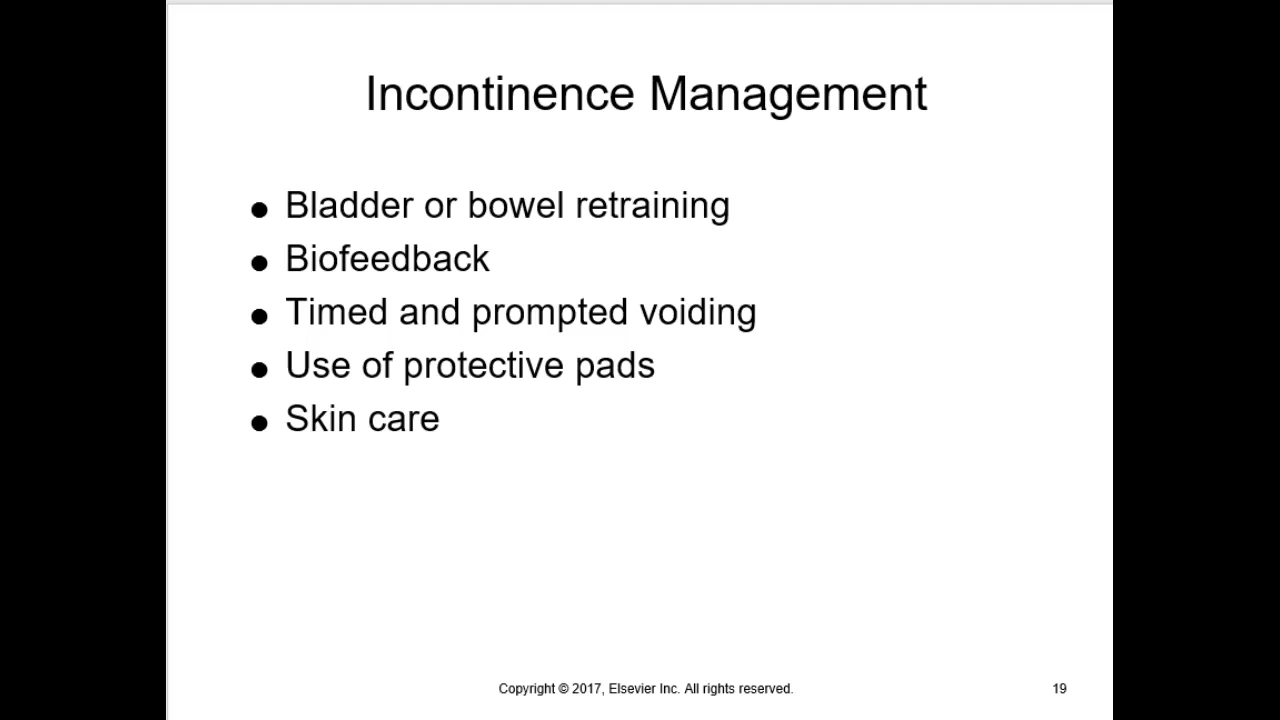 Incontinence Management
● Bladder or bowel retraining
● Biofeedback
● Timed and prompted voiding
● Use of protective pads
● Skin care
Copyright © 2017, Elsevier Inc. All rights reserved.
19